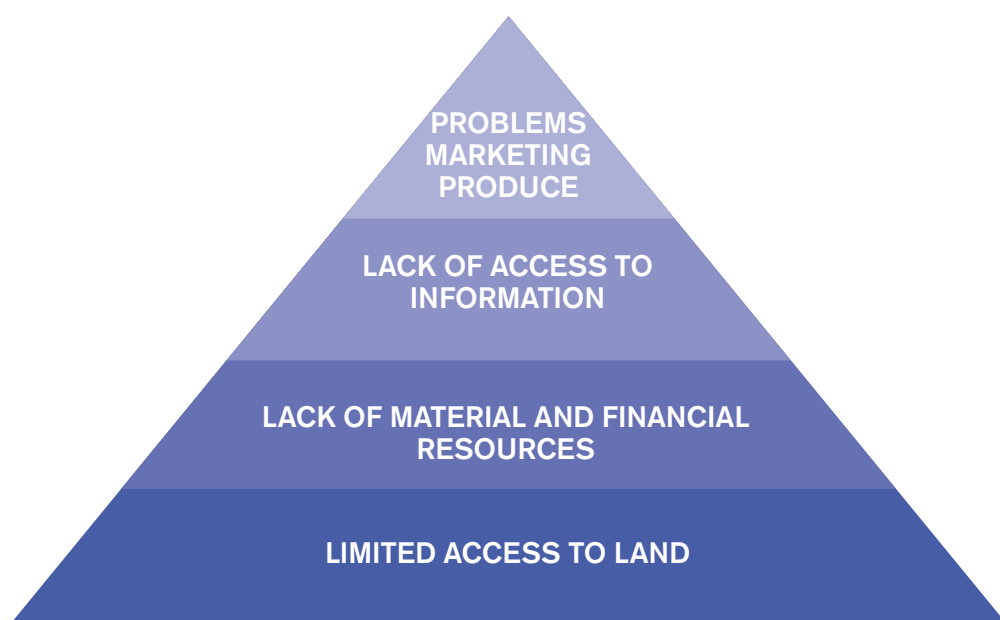 PROBLEMS
MARKETING
PRODUCE
LACK OF ACCESS TO
INFORMATION
LACK OF MATERIAL AND FINANCIAL
RESOURCES
LIMITED ACCESS TO LAND